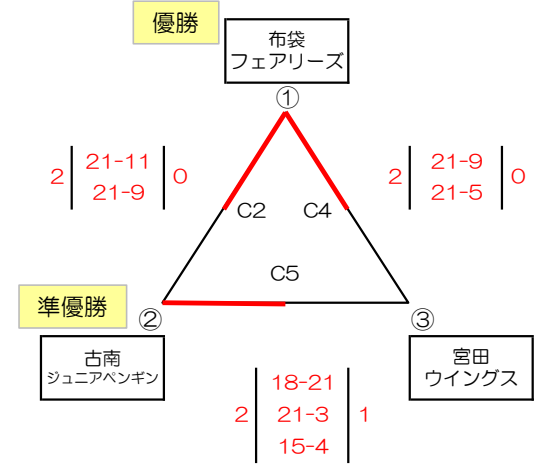 優勝
布袋
フェアリーズ
①
2 21-11 0
21-9
2 21-9 0
21-5
C2 C4
C5
準優勝
②
③
古南
ジュニアペンギン
宮田
ウイングス
18-21
2 21-3 1
15-4